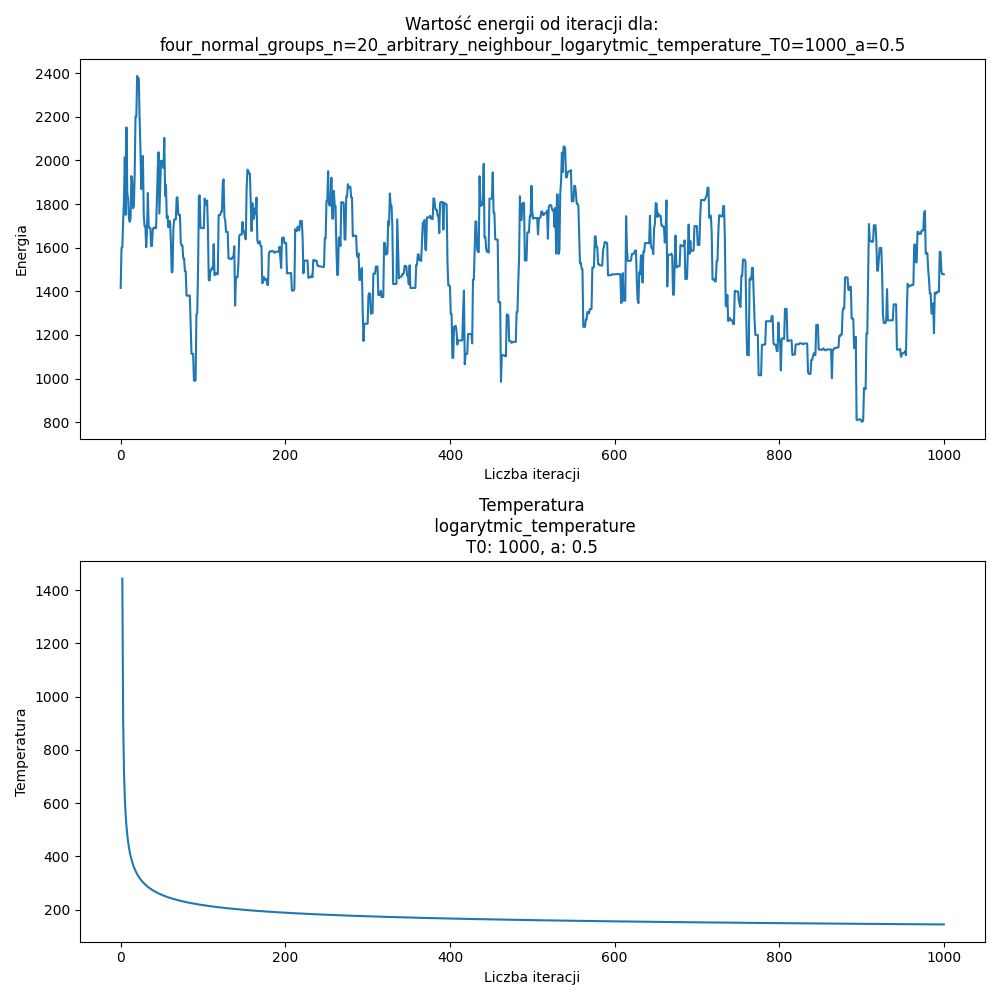 Wartość energii od iteracji dla:
four_normal_groups_n=20_arbitrary_neighbour_logarytmic_temperature_T0=1000_a=0.5
Energia
2400
2200
2000
1800
1600
1400
1200
1000
800
0 200 400 600 800 1000
Liczba iteracji
Temperatura
logarytmic_temperature
T0: 1000, a: 0.5
Temperatura
1400
1200
1000
800
600
400
200
0 200 400 600 800 1000
Liczba iteracji